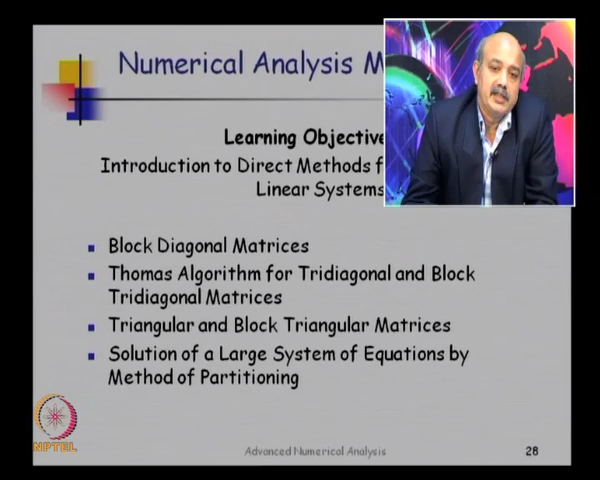 Numerical Analysis M
Learning Objective
Introduction to Direct Methods f
Linear Systems
Block Diagonal Matrices
Thomas Algorithm for Tridiagonal and Block
Tridiagonal Matrices
Triangular and Block Triangular Matrices
Solution of a Large System of Equations by
Method of Partitioning
NPTEL
Advanced Numerical Analysis 28